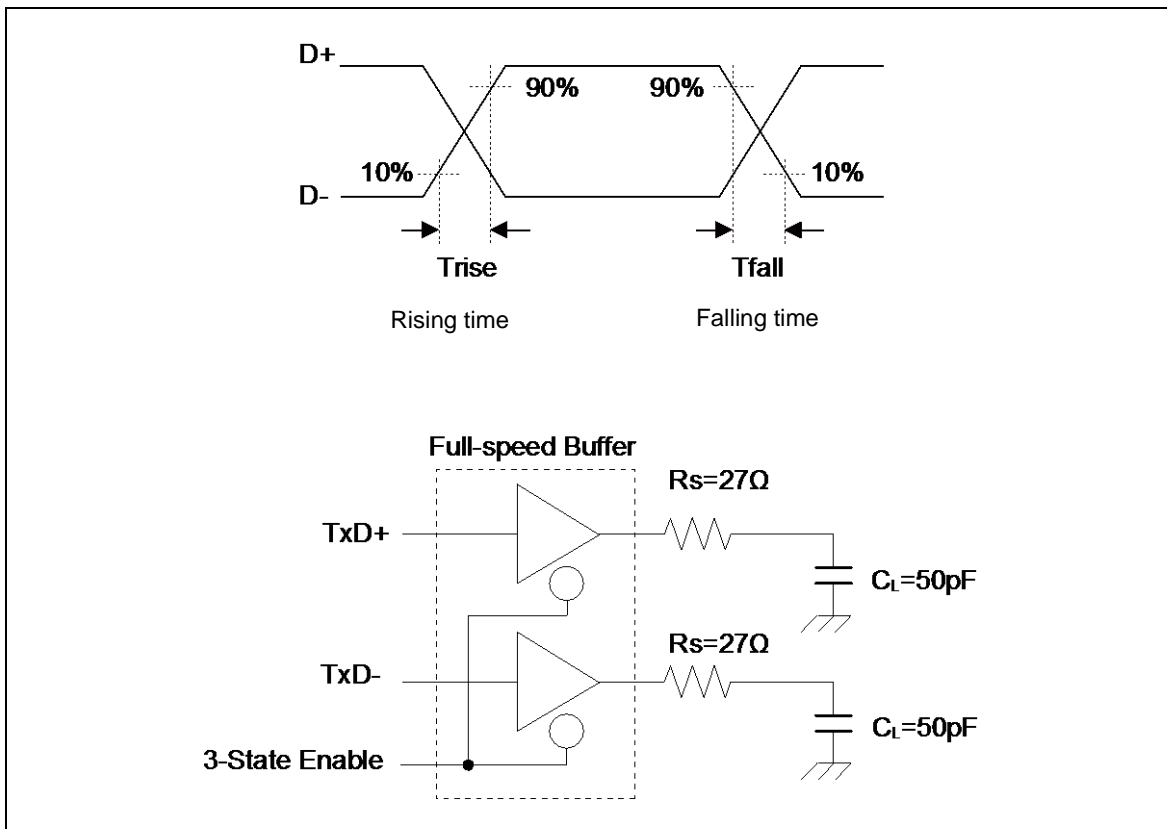 D+
90% 90%
10% 10%
D-
Trise Tfall
Rising time Falling time
Full-speed Buffer
Rs=27Ω
TxD+
CL=50pF
Rs=27Ω
TxD-
CL=50pF
3-State Enable